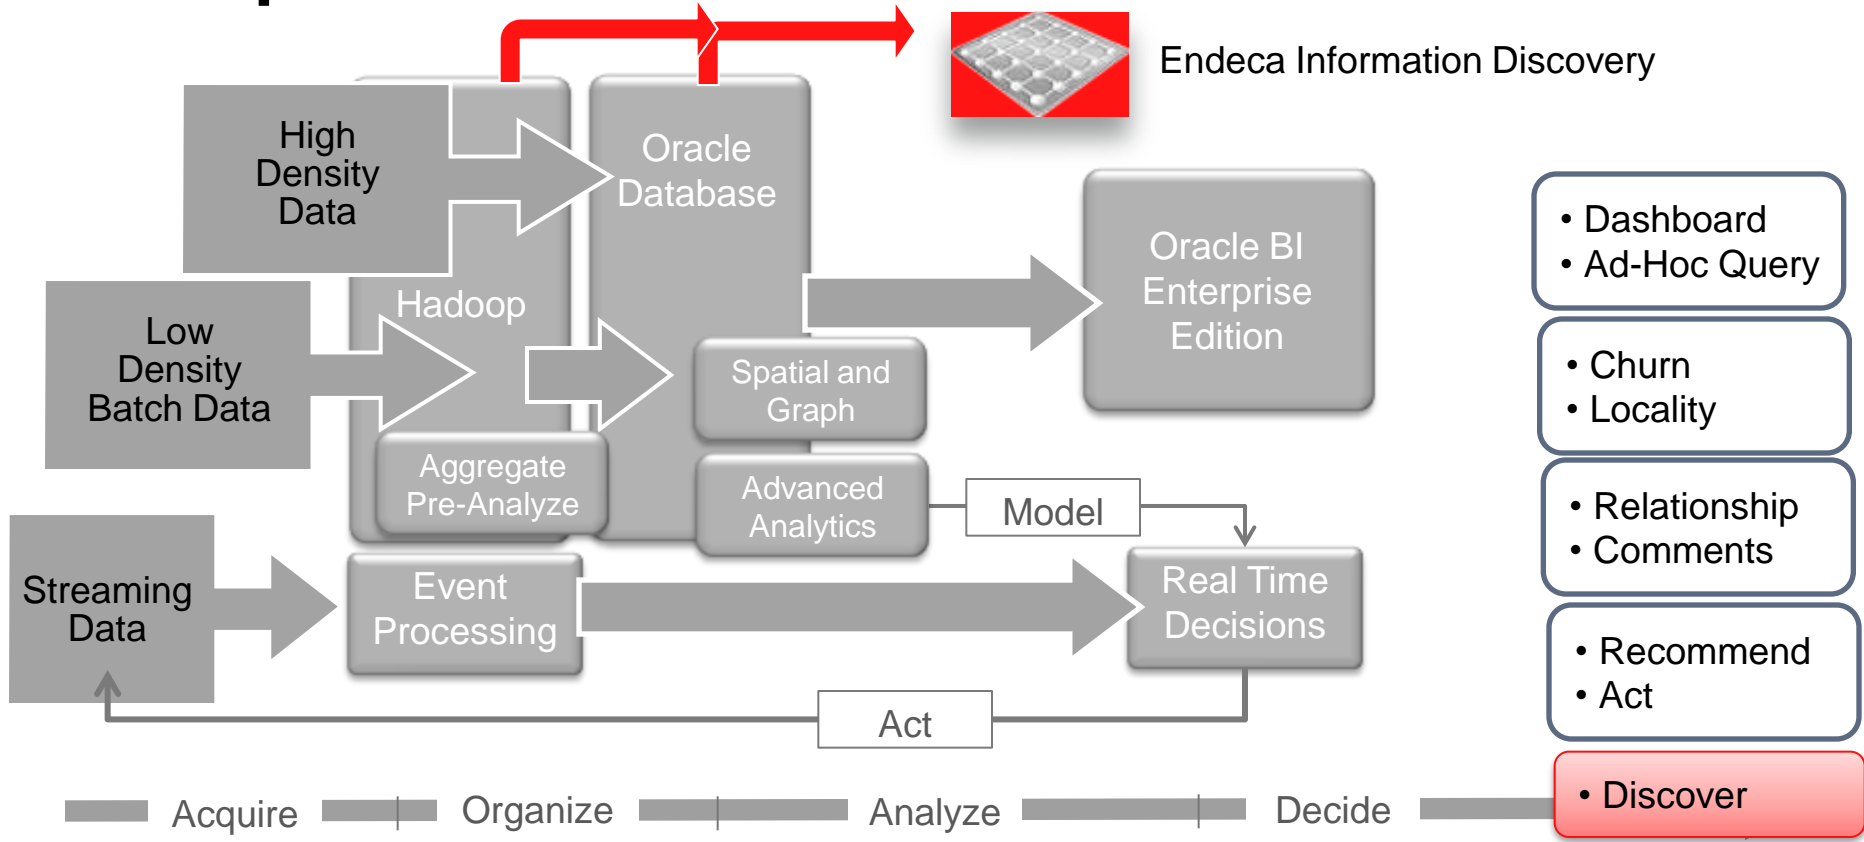 Endeca Information Discovery
High
Density
Data
Oracle
Database
Hadoop
Low
Density
Batch Data
Oracle BI
Enterprise
Edition
Spatial and
Graph
Aggregate
Pre-Analyze
Advanced
Analytics
Model
Streaming
Data
Event
Processing
Real Time
Decisions
Act
• Dashboard
• Ad-Hoc Query
• Churn
• Locality
• Relationship
• Comments
• Recommend
• Act
• Discover
Acquire
Organize
Analyze
Decide